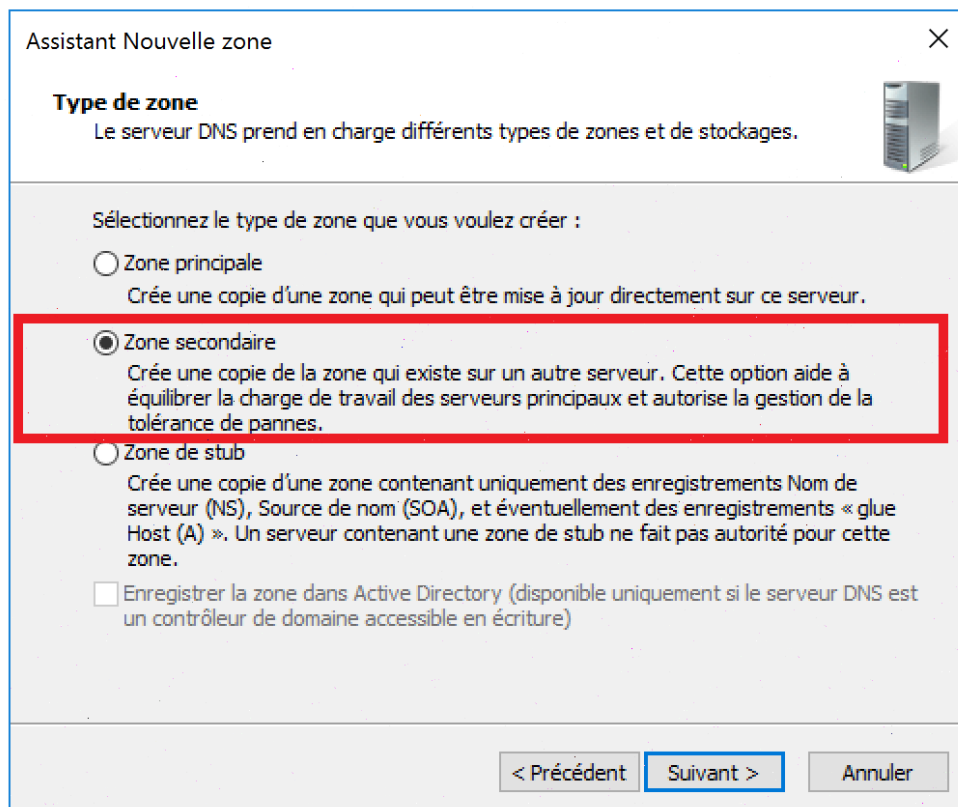 Assistant Nouvelle zone
Type de zone
Le serveur DNS prend en charge différents types de zones et de stockages.
Sélectionnez le type de zone que vous voulez créer :
Zone principale
Crée une copie d'une zone qui peut être mise à jour directement sur ce serveur.
Zone secondaire
Crée une copie de la zone qui existe sur un autre serveur. Cette option aide à
équilibrer la charge de travail des serveurs principaux et autorise la gestion de la
tolérance de pannes.
Zone de stub
Crée une copie d'une zone contenant uniquement des enregistrements Nom de
serveur (NS), Source de nom (SOA), et éventuellement des enregistrements « glue
Host (A) ». Un serveur contenant une zone de stub ne fait pas autorité pour cette
zone.
Enregistrer la zone dans Active Directory (disponible uniquement si le serveur DNS est
un contrôleur de domaine accessible en écriture)
< Précédent Suivant > Annuler